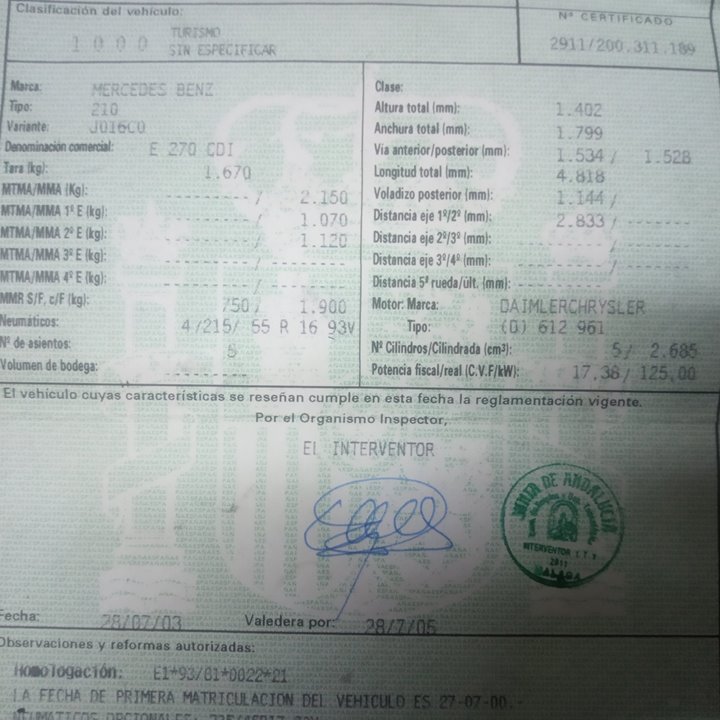 Clasificación del vehículo:
Nº CERTIFICADO
1 0 0 0 TURISMO
SIN ESPECIFICAR
2911/200.311.189
Marca: MERCEDES BENZ
Tipo: 210
Variante: J016C0
Denominación comercial: E 270 CDI
Tara (kg): 1.670
MTMA/MMA (Kg): - - - - - - - / 2.150
MTMA/MMA 1º E (kg): - - - - - - - / 1.070
MTMA/MMA 2º E (kg): - - - - - - - / 1.120
MTMA/MMA 3º E (kg): - - - - - - - / - - - - - - -
MTMA/MMA 4º E (kg): - - - - - - - / - - - - - - -
MMR S/F, c/F (kg): 750/ 1.900
Neumáticos: 4/215/ 55 R 16 93V
Nº de asientos: 5
Volumen de bodega: - - - - - - -
Clase:
Altura total (mm): 1.402
Anchura total (mm): 1.799
Via anterior/posterior (mm): 1.534 / 1.528
Longitud total (mm): 4.818
Voladizo posterior (mm): 1.144 / - - - - - - -
Distancia eje 1º/2º (mm): 2.833 / - - - - - - -
Distancia eje 2º/3º (mm): - - - - - - - / - - - - - - -
Distancia eje 3º/4º (mm): - - - - - - - / - - - - - - -
Distancia 5ª rueda/últ. (mm): - - - - - - - / - - - - - - -
Motor: Marca: DAIMLERCHRYSLER
Tipo: (D) 612 961
Nº Cilindros/Cilindrada (cm³): 5/ 2.685
Potencia fiscal/real (C.V.F/kW): 17,38/ 125,00
El vehículo cuyas características se reseñan cumple en esta fecha la reglamentación vigente.
Por el Organismo Inspector,
EL INTERVENTOR
JUNTA DE ANDALUCIA
INTERVENTOR I.T.V.
2911
MALAGA
Fecha: 28/07/03 Valedera por: 28/7/05
Observaciones y reformas autorizadas:
Homologación: E1*93/81*0022*21
LA FECHA DE PRIMERA MATRICULACION DEL VEHICULO ES 27-07-00.-
NEUMATICOS OPCIONALES: